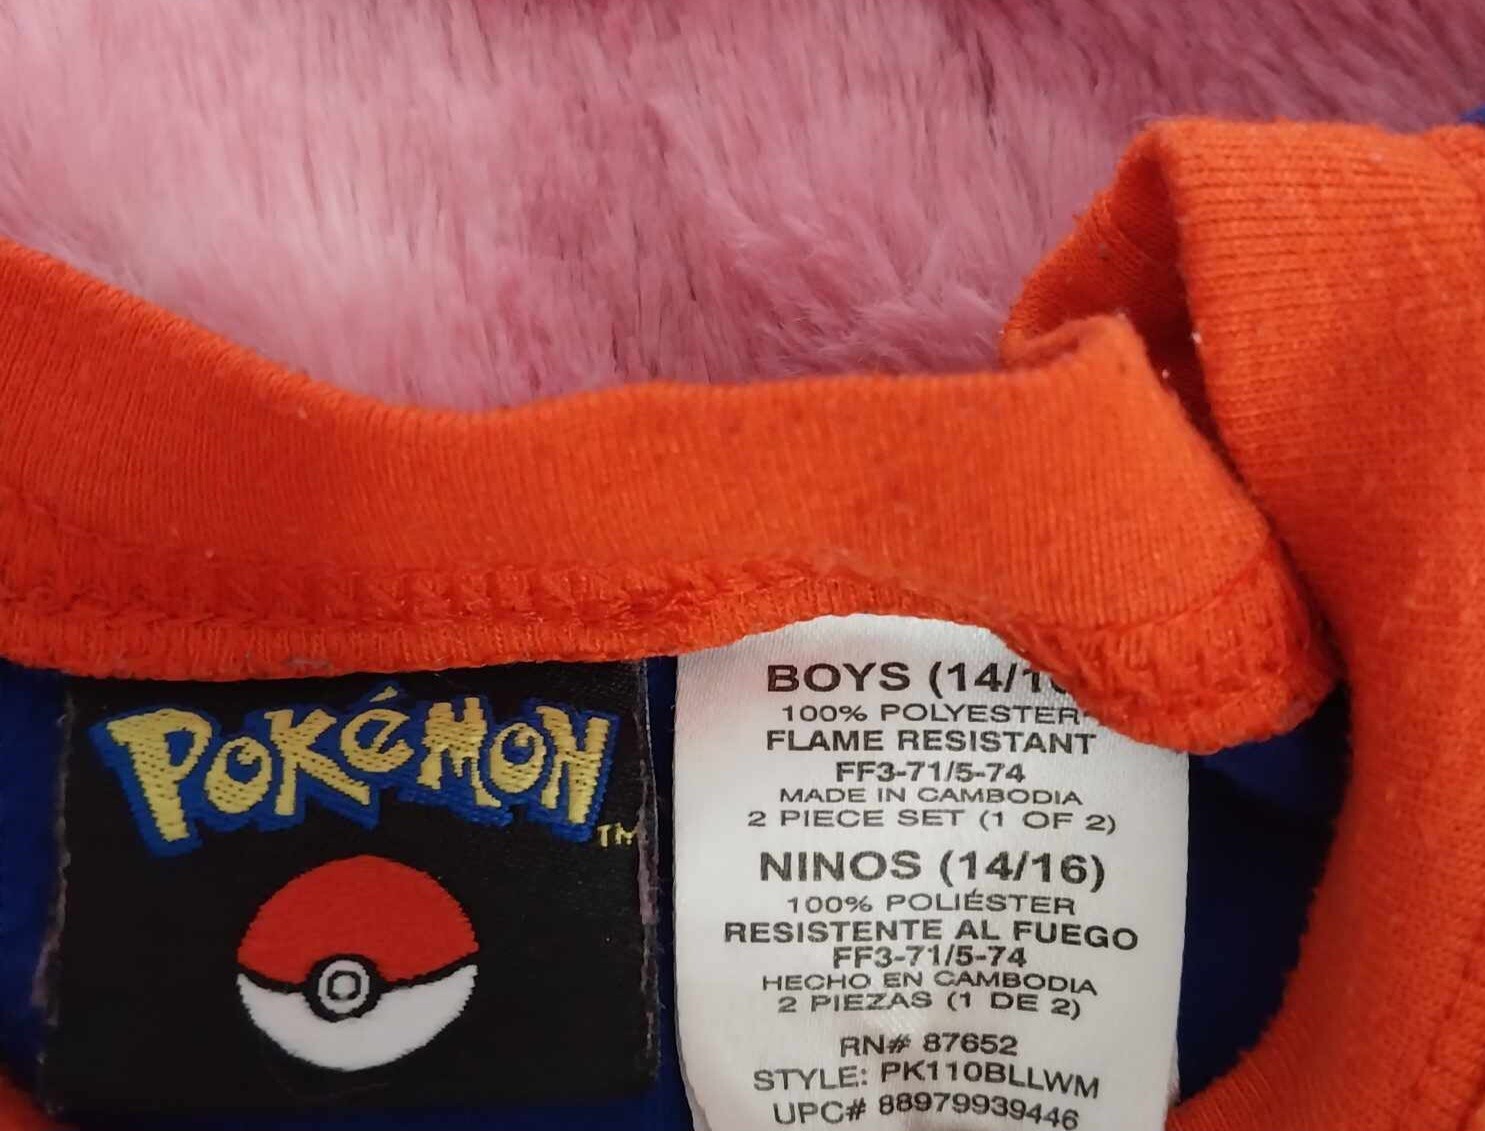 POKéMON
TM
BOYS (14/1
100% POLYESTER
FLAME RESISTANT
FF3-71/5-74
MADE IN CAMBODIA
2 PIECE SET (1 OF 2)
NINOS (14/16)
100% POLIÉSTER
RESISTENTE AL FUEGO
FF3-71/5-74
HECHO EN CAMBODIA
2 PIEZAS (1 DE 2)
RN# 87652
STYLE: PK110BLLWM
UPC# 88979939446